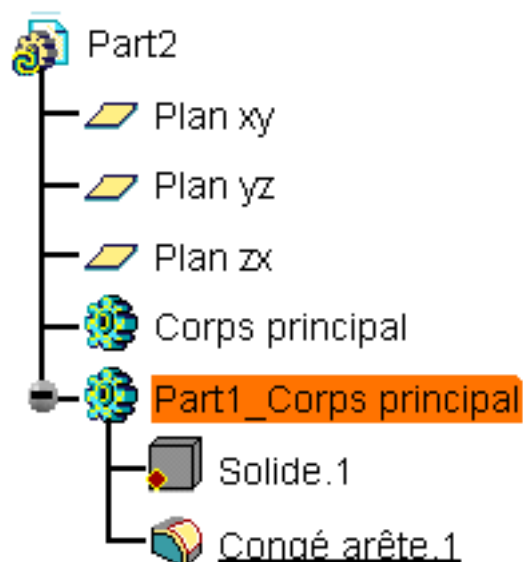 Part2
Plan xy
Plan yz
Plan zx
Corps principal
Part1_Corps principal
Solide.1
Congé arête.1